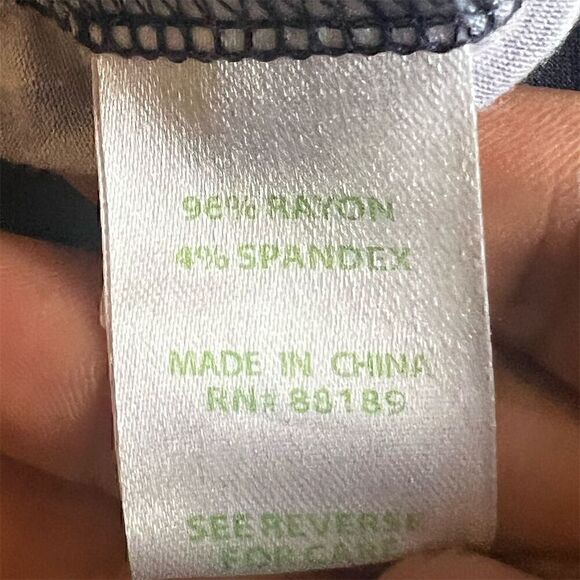 96% RAYON
4% SPANDEX
MADE IN CHINA
RN# 88189
SEE REVERSE
FOR CARE